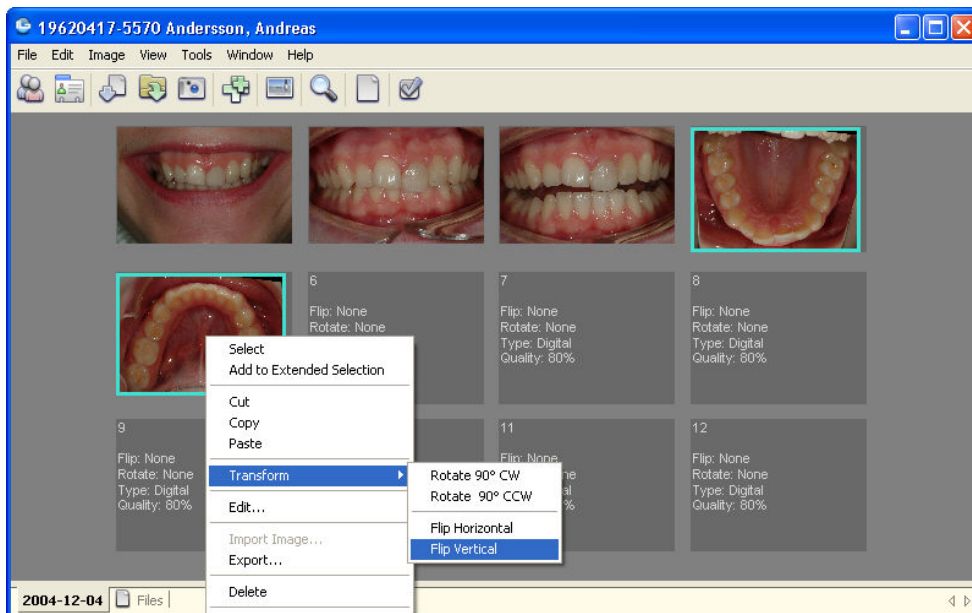 19620417-5570 Andersson, Andreas
File Edit Image View Tools Window Help
6
Flip: None
Rotate: None
7
Flip: None
Rotate: None
Type: Digital
Quality: 80%
8
Flip: None
Rotate: None
Type: Digital
Quality: 80%
Select
Add to Extended Selection
Cut
Copy
Paste
Transform
Edit...
Import Image...
Export...
Delete
Rotate 90° CW
Rotate 90° CCW
Flip Horizontal
Flip Vertical
9
Flip: None
Rotate: None
Type: Digital
Quality: 80%
11
Flip: None
12
Flip: None
Rotate: None
Type: Digital
Quality: 80%
2004-12-04 Files